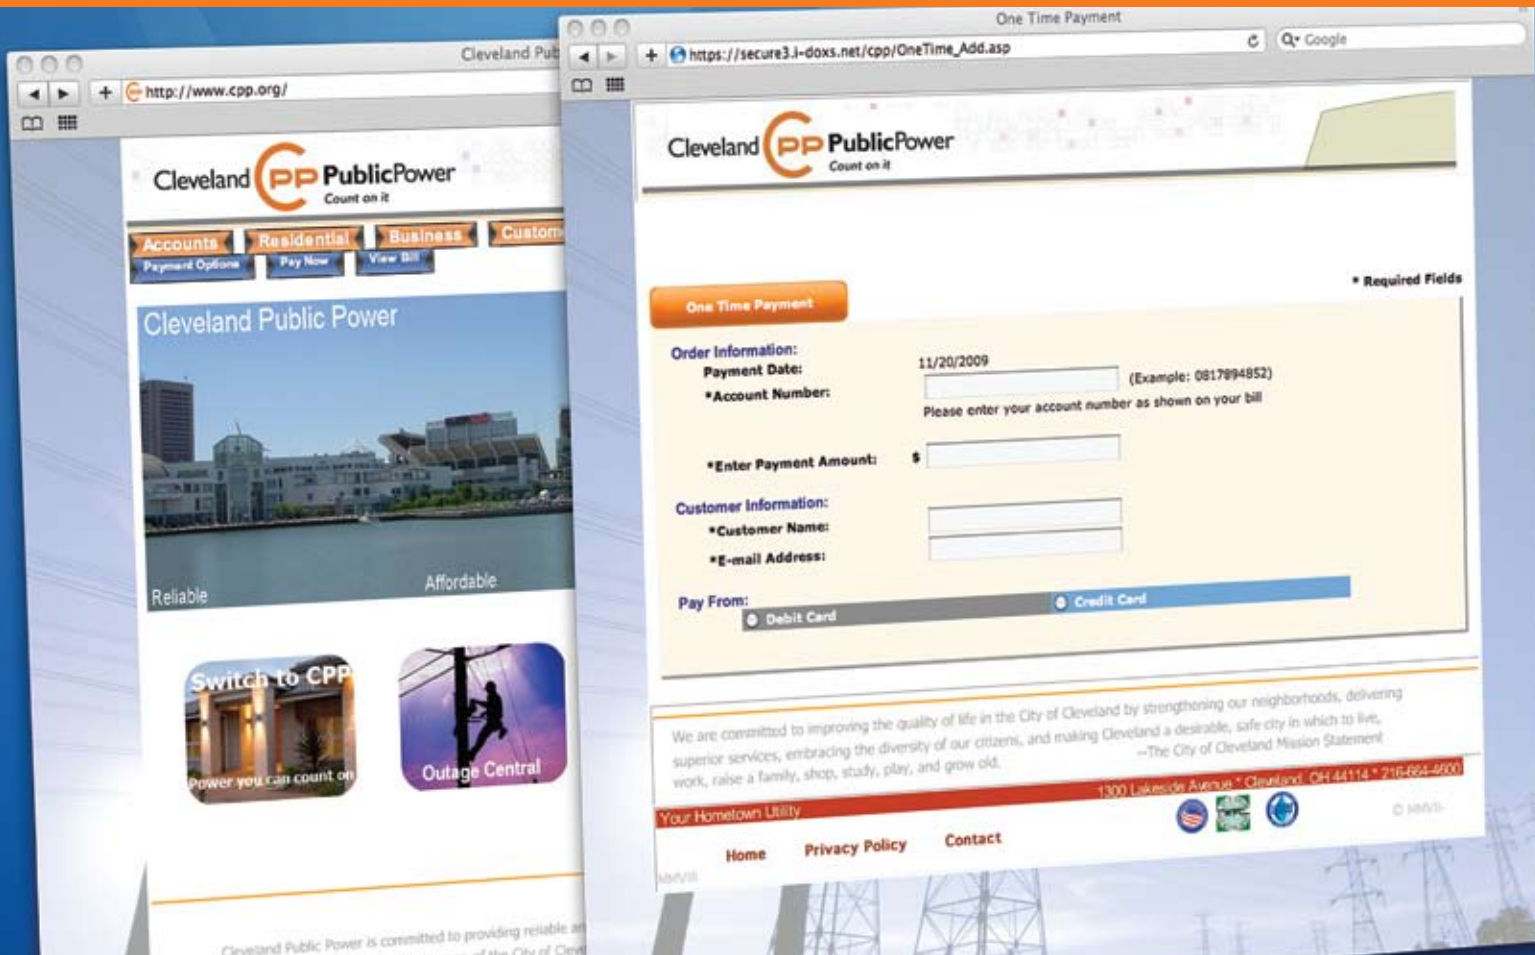 Cleveland Pub
http://www.cpp.org/
Cleveland CPP PublicPower
Count on it
Accounts
Residential
Business
Custom
Payment Options
Pay Now
View Bill
Cleveland Public Power
Reliable
Affordable
Switch to CPP
Power you can count on
Outage Central
Cleveland Public Power is committed to providing reliable an
of the City of Cleve
One Time Payment
https://secure3.i-doxs.net/cpp/OneTime_Add.asp
Google
Cleveland CPP PublicPower
Count on it
* Required Fields
One Time Payment
Order Information:
Payment Date: 11/20/2009
*Account Number: (Example: 0817894852)
Please enter your account number as shown on your bill
*Enter Payment Amount: $
Customer Information:
*Customer Name:
*E-mail Address:
Pay From:
Debit Card
Credit Card
We are committed to improving the quality of life in the City of Cleveland by strengthening our neighborhoods, delivering
superior services, embracing the diversity of our citizens, and making Cleveland a desirable, safe city in which to live,
work, raise a family, shop, study, play, and grow old.
--The City of Cleveland Mission Statement
Your Hometown Utility
1300 Lakeside Avenue * Cleveland, OH 44114 * 216-664-4600
Home
Privacy Policy
Contact